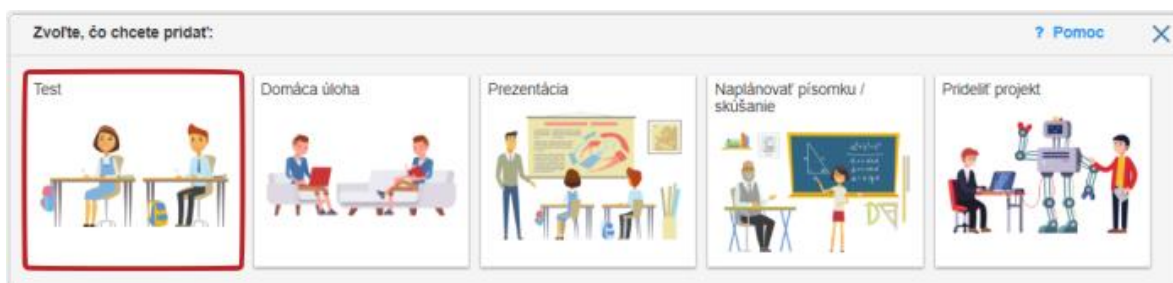 Zvoľte, čo chcete pridať:
? Pomoc
Test
Domáca úloha
Prezentácia
Naplánovať písomku /
skúšanie
Prideliť projekt